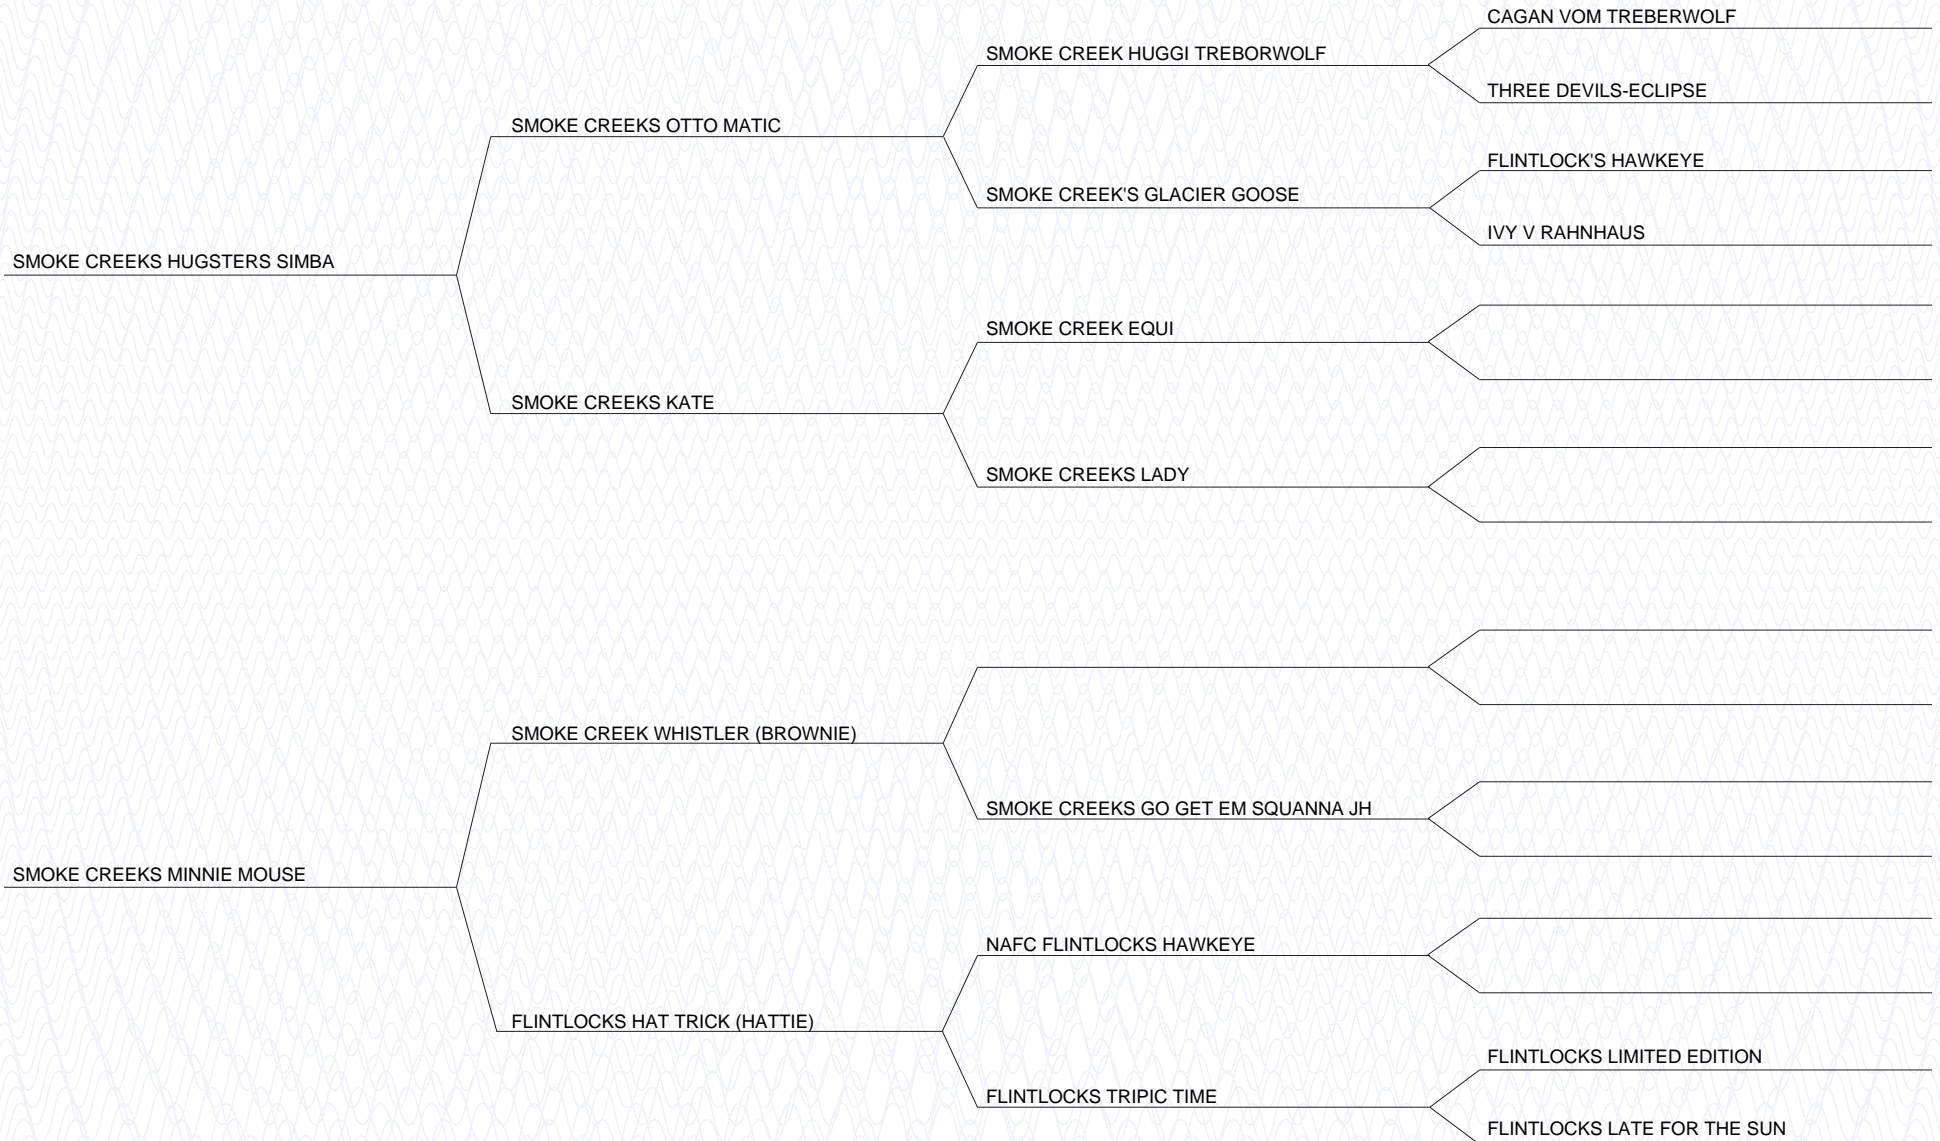 CAGAN VOM TREBERWOLF
SMOKE CREEK HUGGI TREBORWOLF
THREE DEVILS-ECLIPSE
SMOKE CREEKS OTTO MATIC
FLINTLOCK'S HAWKEYE
SMOKE CREEK'S GLACIER GOOSE
IVY V RAHNHAUS
SMOKE CREEKS HUGSTERS SIMBA
SMOKE CREEK EQUI
SMOKE CREEKS KATE
SMOKE CREEKS LADY
SMOKE CREEK WHISTLER (BROWNIE)
SMOKE CREEKS GO GET EM SQUANNA JH
SMOKE CREEKS MINNIE MOUSE
NAFC FLINTLOCKS HAWKEYE
FLINTLOCKS HAT TRICK (HATTIE)
FLINTLOCKS LIMITED EDITION
FLINTLOCKS TRIPIC TIME
FLINTLOCKS LATE FOR THE SUN